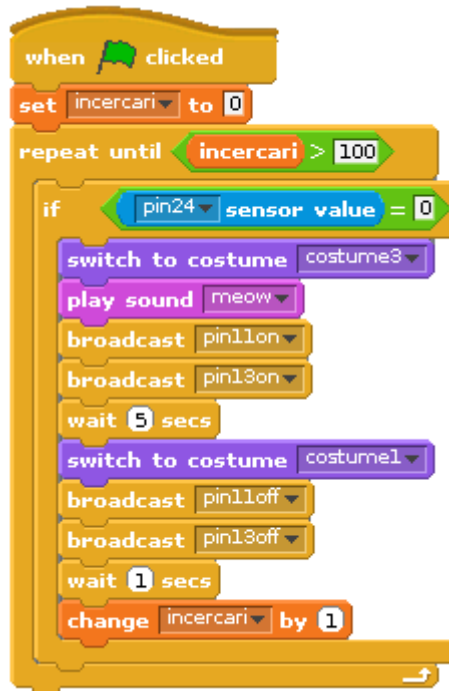 when clicked
set incercari to 0
repeat until incercari > 100
if pin24 sensor value = 0
switch to costume costume3
play sound meow
broadcast pin11on
broadcast pin13on
wait 5 secs
switch to costume costume1
broadcast pin11off
broadcast pin13off
wait 1 secs
change incercari by 1